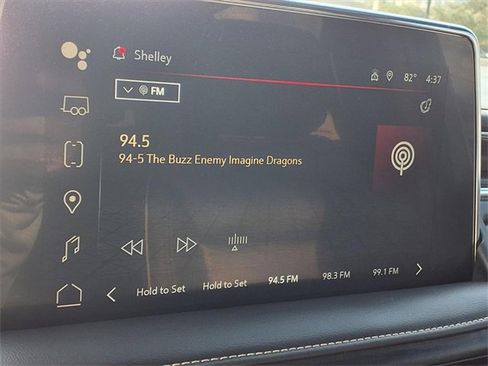 Shelley
82° 4:37
FM
94.5
94-5 The Buzz Enemy Imagine Dragons
Hold to Set Hold to Set 94.5 FM 98.3 FM 99.1 FM